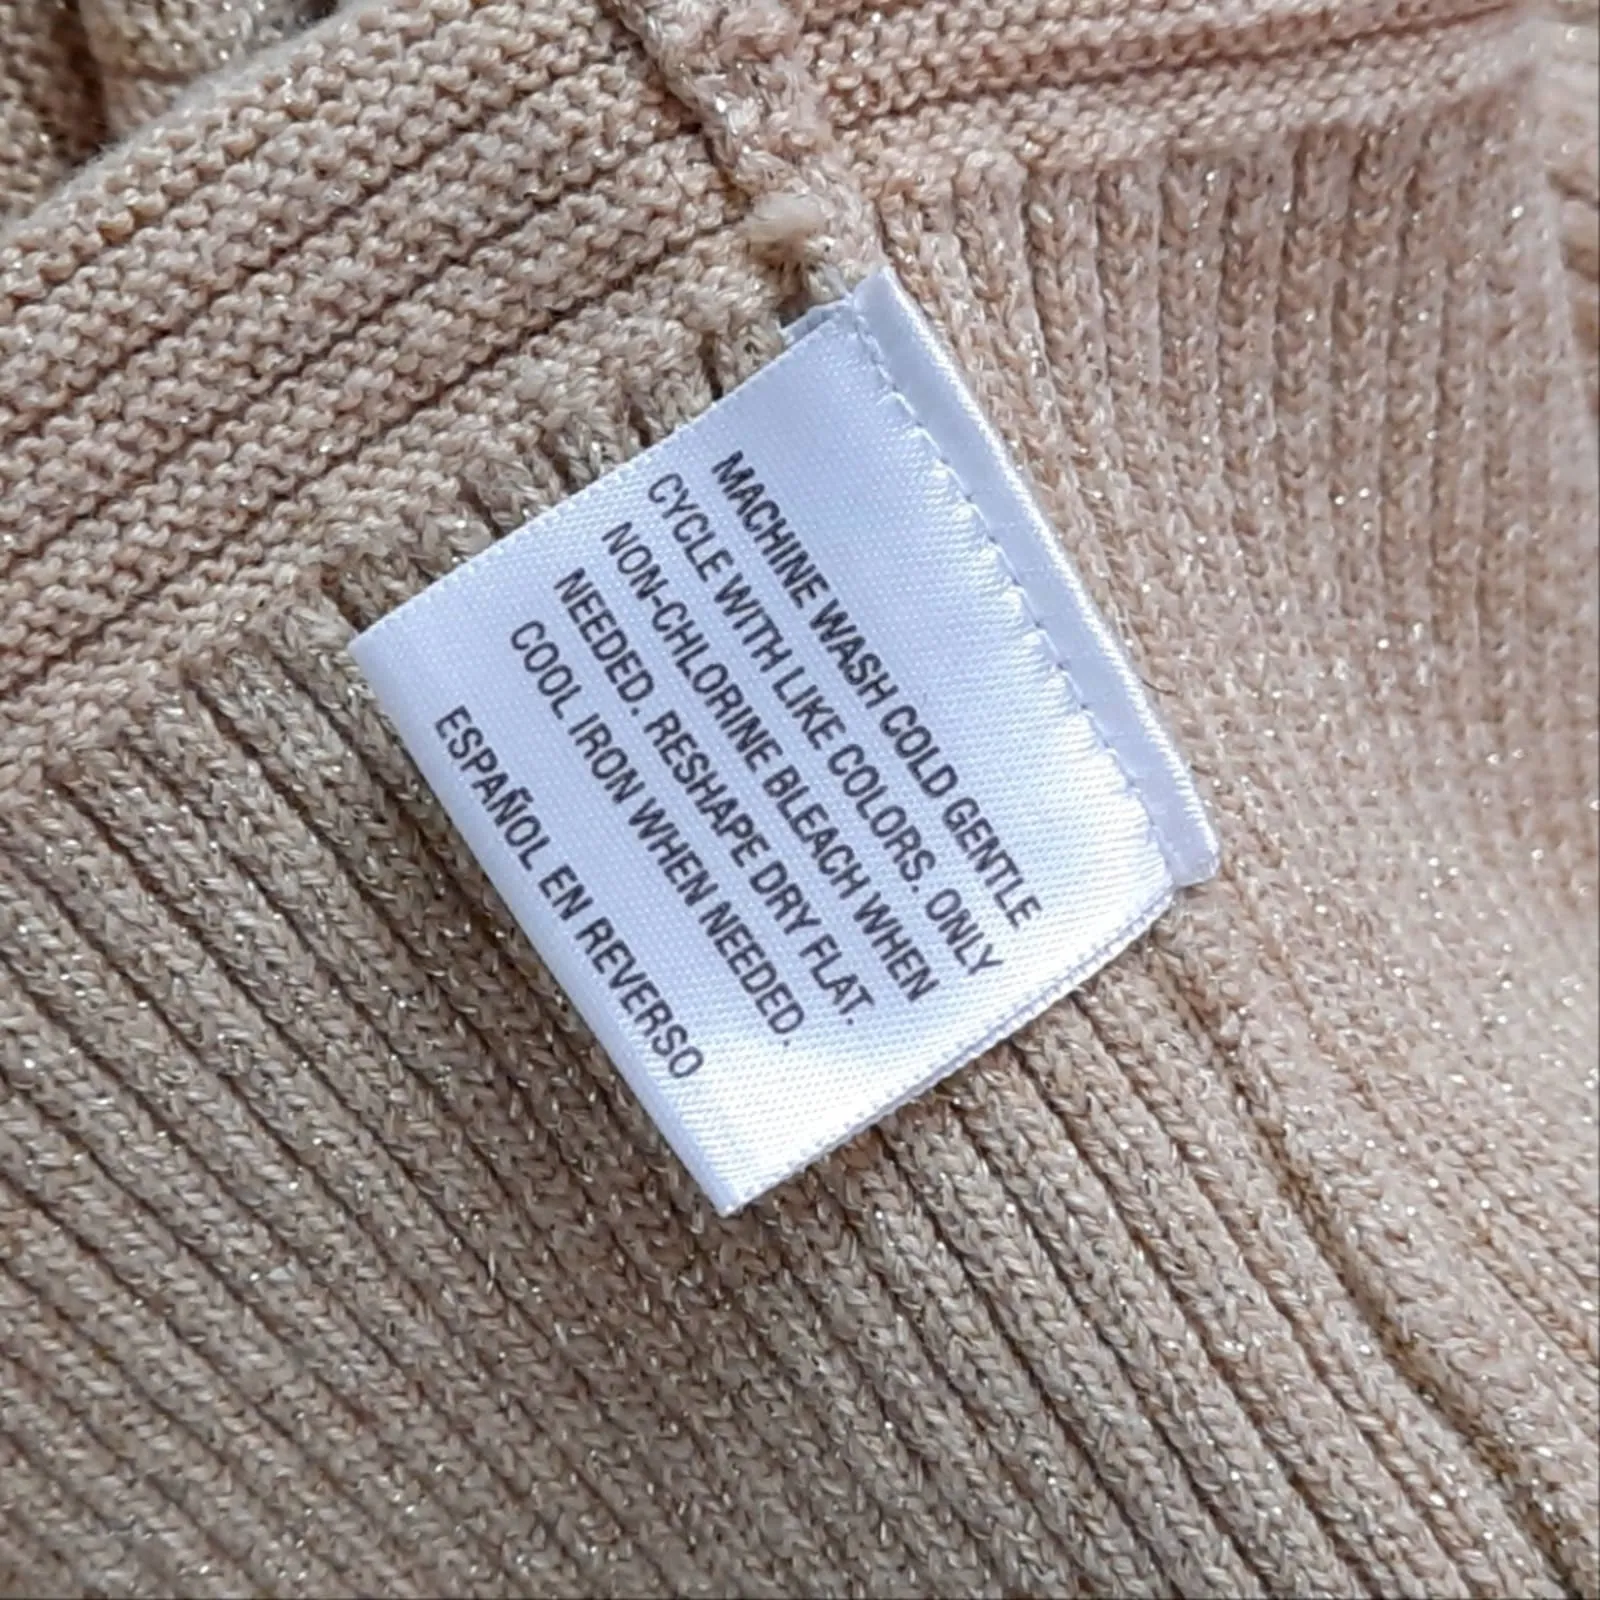 MACHINE WASH COLD GENTLE
CYCLE WITH LIKE COLORS. ONLY
NON-CHLORINE BLEACH WHEN
NEEDED. RESHAPE DRY FLAT.
COOL IRON WHEN NEEDED.
ESPAÑOL EN REVERSO